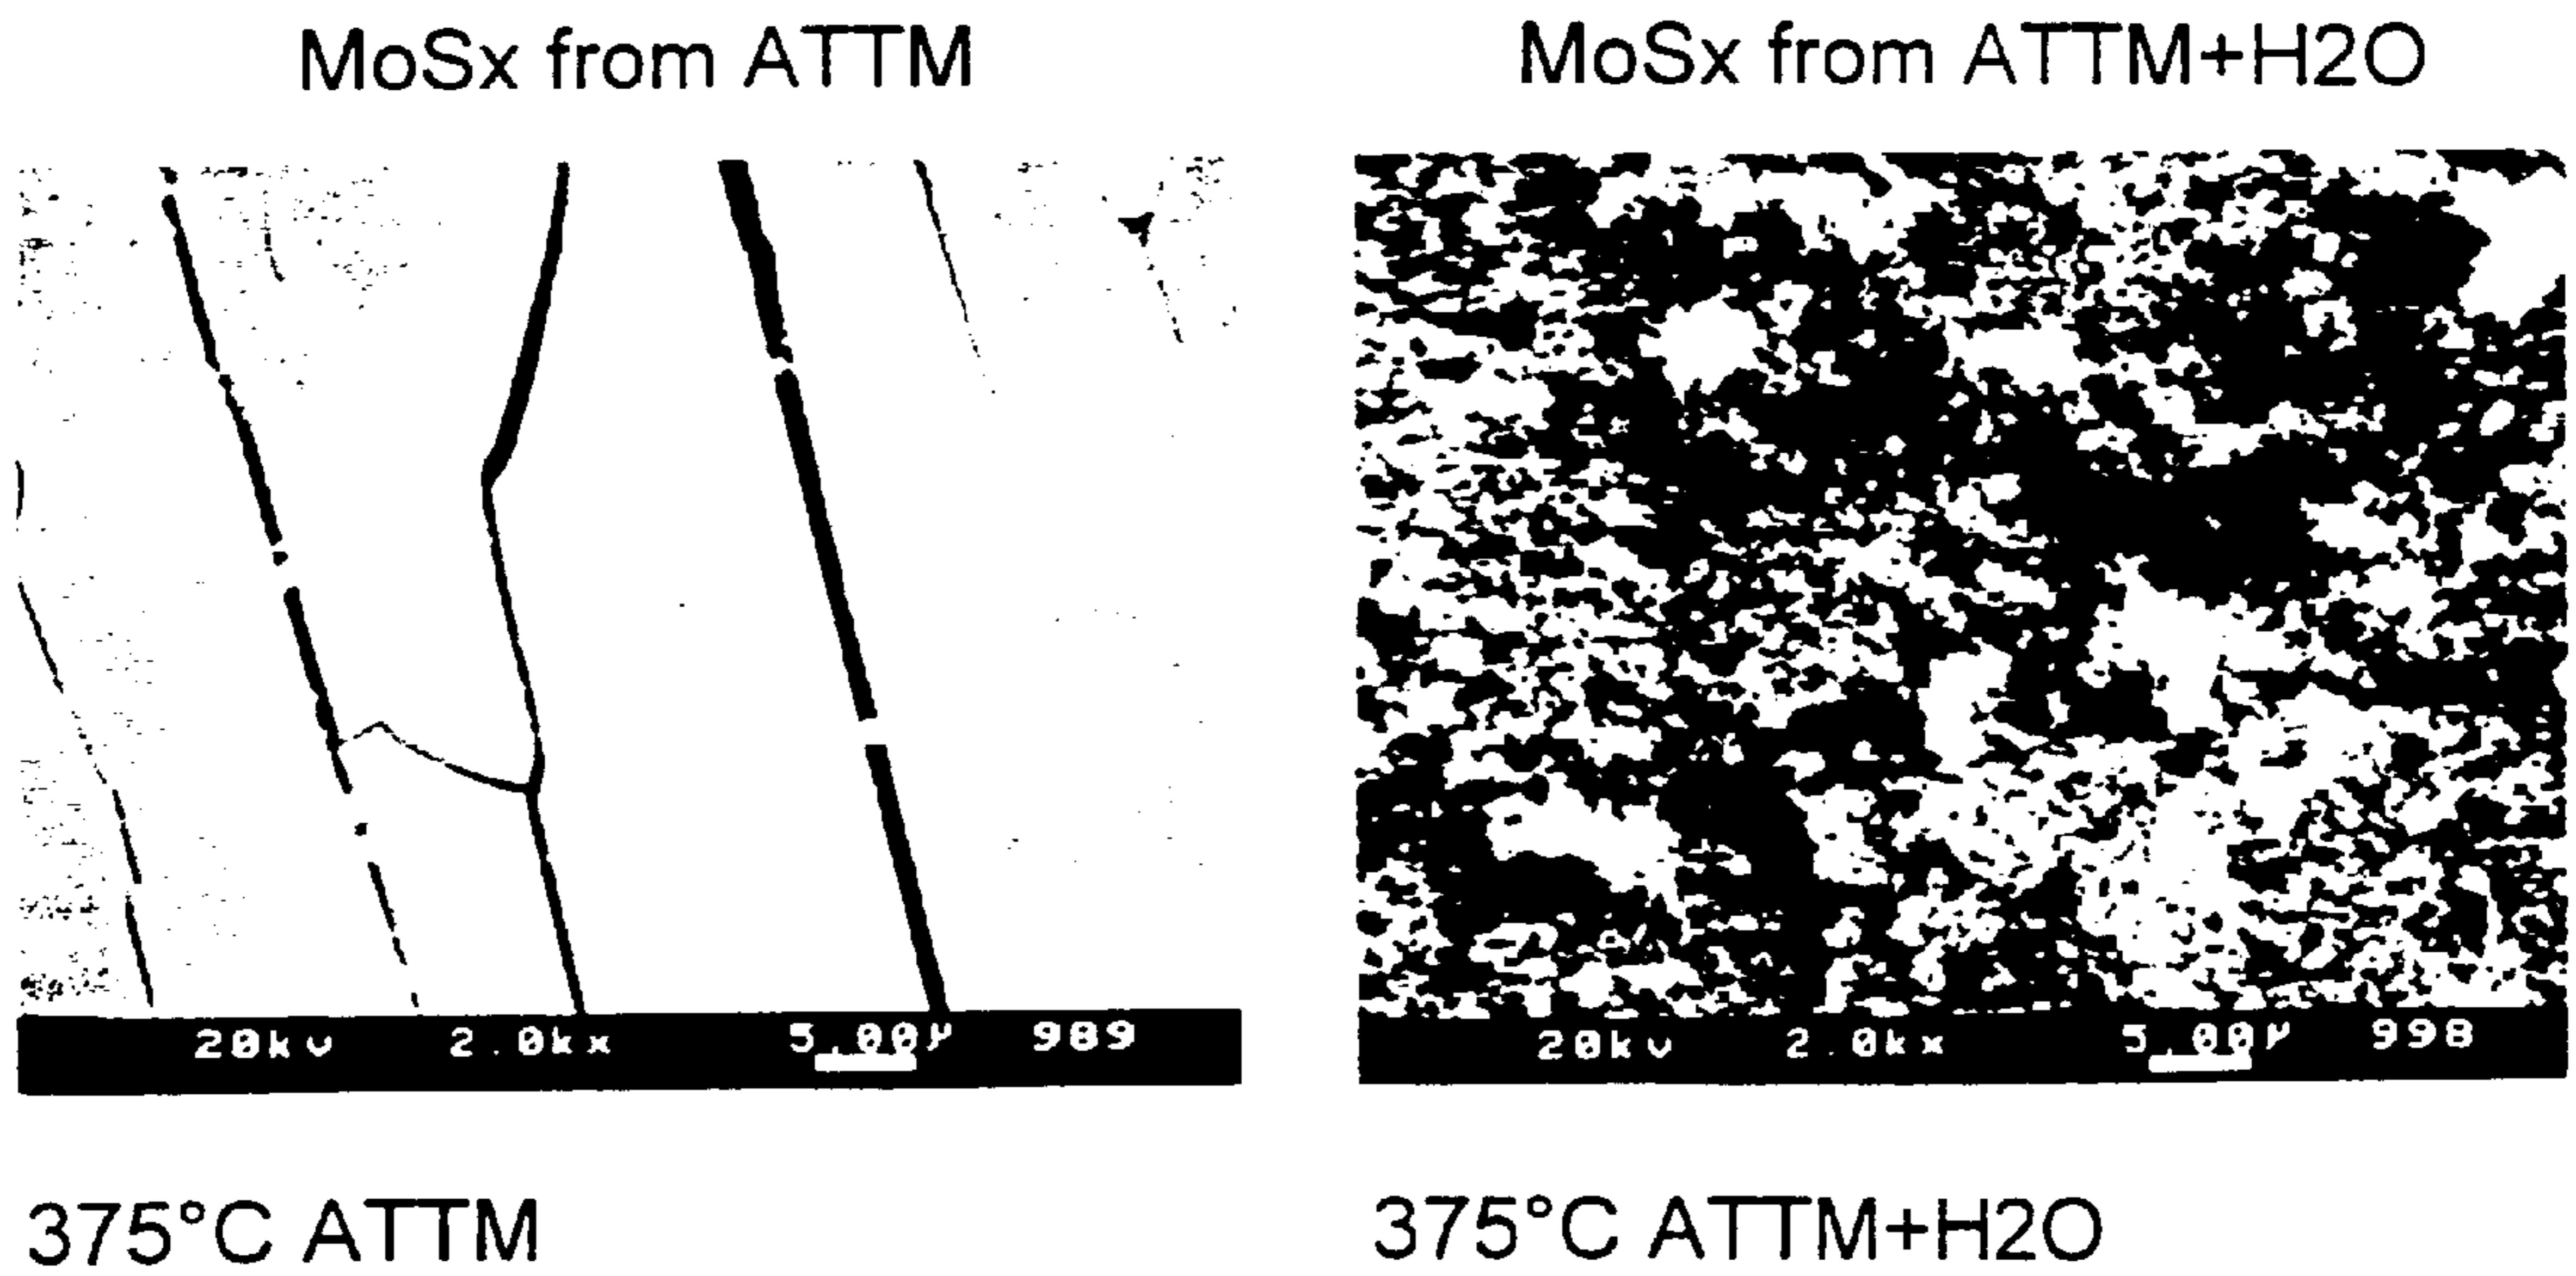 MoSx from ATTM
MoSx from ATTM+H2O
20kv 2.0kx 5.00μ 989
20kv 2.0kx 5.00μ 998
375°C ATTM
375°C ATTM+H2O